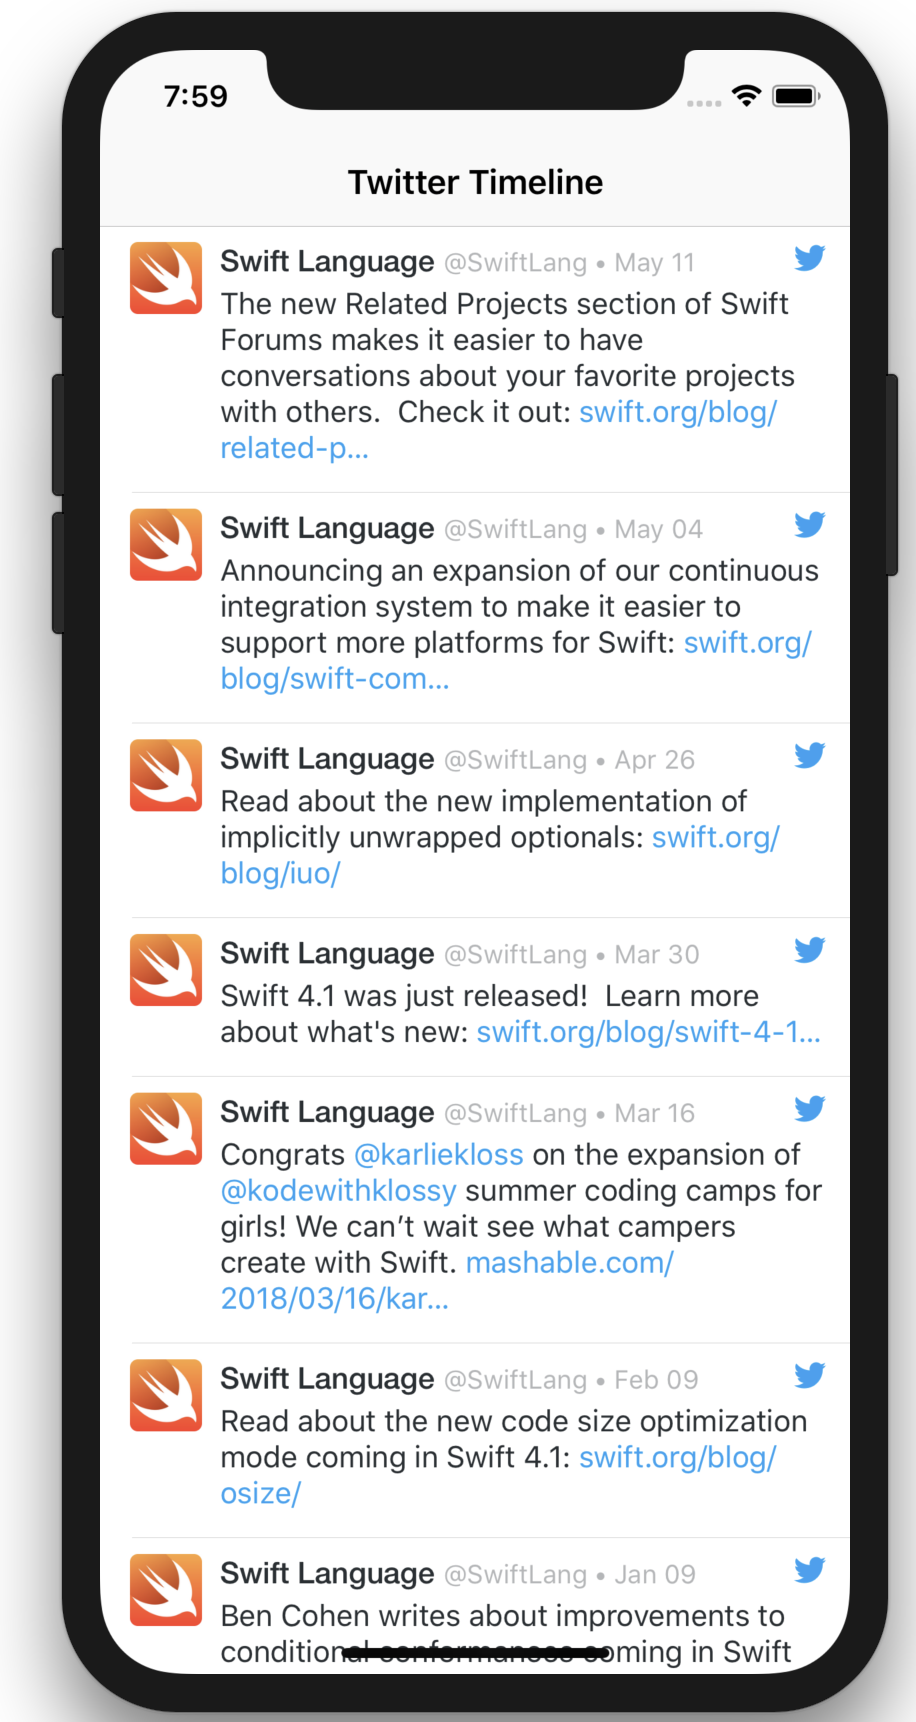 7:59
Twitter Timeline
Swift Language @SwiftLang • May 11
The new Related Projects section of Swift
Forums makes it easier to have
conversations about your favorite projects
with others.  Check it out: swift.org/blog/
related-p...
Swift Language @SwiftLang • May 04
Announcing an expansion of our continuous
integration system to make it easier to
support more platforms for Swift: swift.org/
blog/swift-com...
Swift Language @SwiftLang • Apr 26
Read about the new implementation of
implicitly unwrapped optionals: swift.org/
blog/iuo/
Swift Language @SwiftLang • Mar 30
Swift 4.1 was just released!  Learn more
about what's new: swift.org/blog/swift-4-1...
Swift Language @SwiftLang • Mar 16
Congrats @karliekloss on the expansion of
@kodewithklossy summer coding camps for
girls! We can’t wait see what campers
create with Swift. mashable.com/
2018/03/16/kar...
Swift Language @SwiftLang • Feb 09
Read about the new code size optimization
mode coming in Swift 4.1: swift.org/blog/
osize/
Swift Language @SwiftLang • Jan 09
Ben Cohen writes about improvements to
conditional conformances coming in Swift